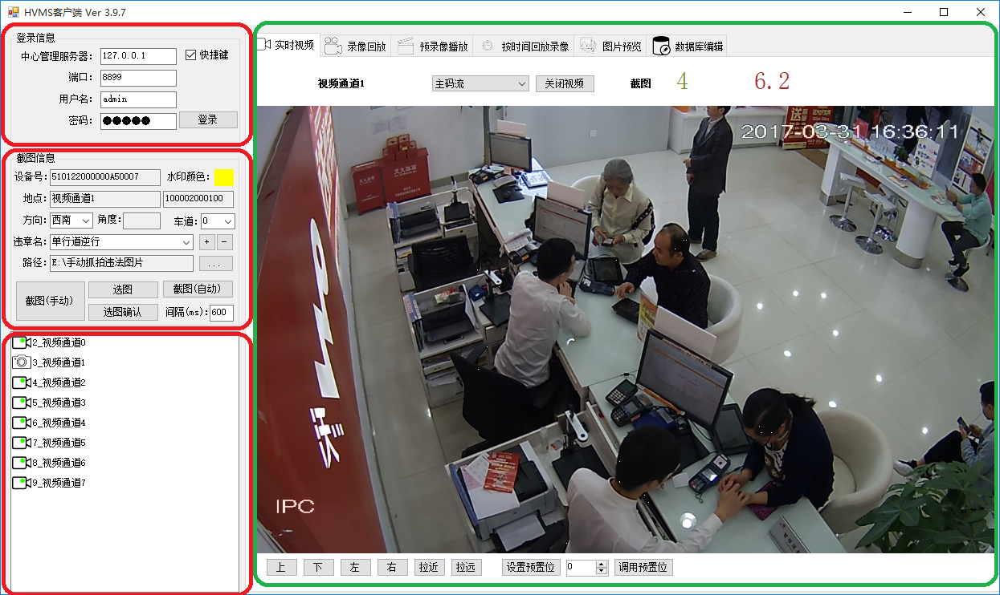 HVMS客户端 Ver 3.9.7
登录信息
中心管理服务器: 127.0.0.1 快捷键
端口: 8899
用户名: admin
密码: ●●●●● 登录
截图信息
设备号: 510122000000A50007 水印颜色:
地点: 视频通道1 100002000100
方向: 西南 角度: 车道: 0
违章名: 单行道逆行 + -
路径: E:\手动抓拍违法图片 ...
截图(手动) 选图 截图(自动)
选图确认 间隔(ms): 600
2_视频通道0
3_视频通道1
4_视频通道2
5_视频通道3
6_视频通道4
7_视频通道5
8_视频通道6
9_视频通道7
实时视频 录像回放 预录像播放 按时间回放录像 图片预览 数据库编辑
视频通道1 主码流 关闭视频 截图 4 6.2
2017-03-31 16:36:11
沃
IPC
上 下 左 右 拉近 拉远 设置预置位 0 调用预置位